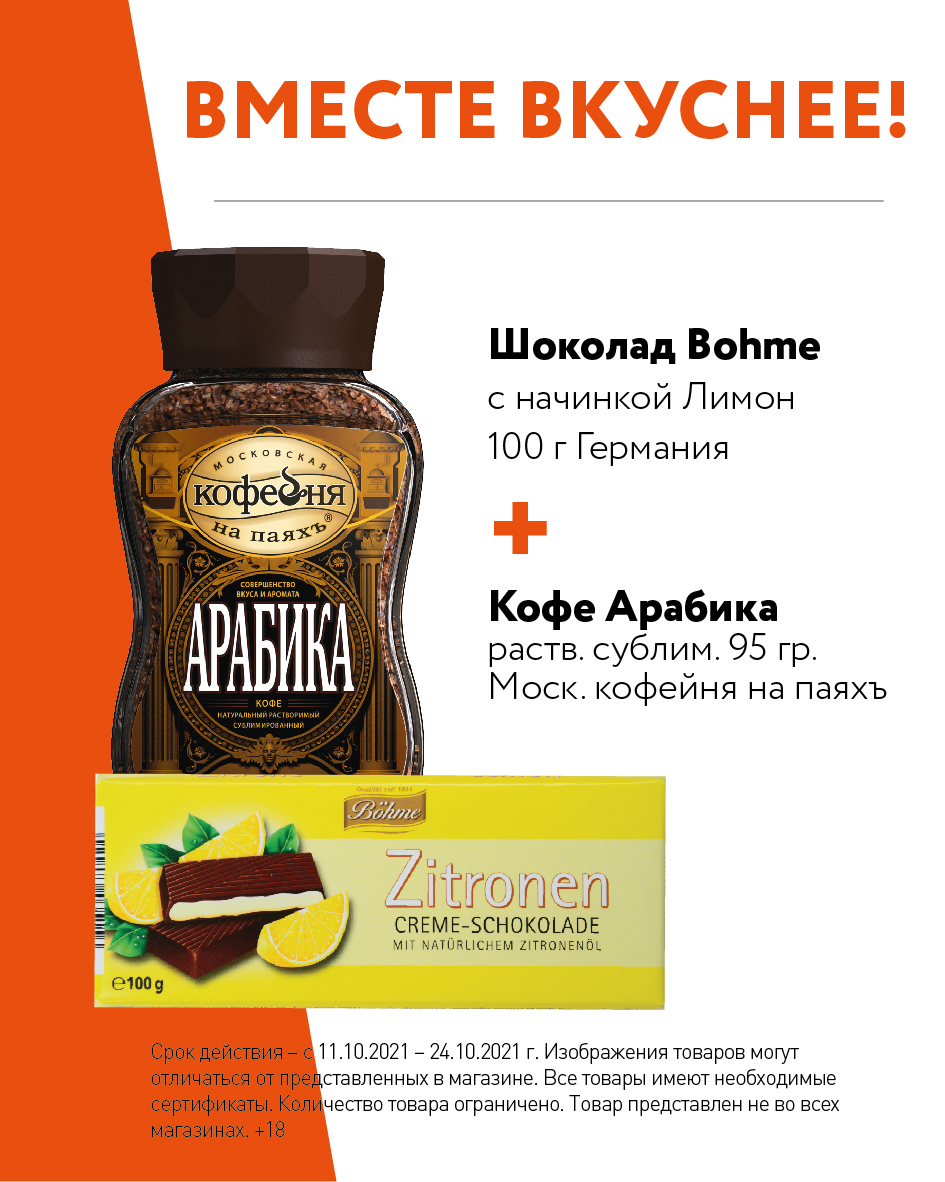 ВМЕСТЕ ВКУСНЕЕ!
Шоколад Bohme
с начинкой Лимон
100 г Германия
+
Кофе Арабика
раств. сублим. 95 гр.
Моск. кофейня на паяхъ
МОСКОВСКАЯ
кофейня
на паяхъ®
СОВЕРШЕНСТВО
ВКУСА И АРОМАТА
АРАБИКА
КОФЕ
НАТУРАЛЬНЫЙ РАСТВОРИМЫЙ
СУБЛИМИРОВАННЫЙ
Böhme
Zitronen
CREME-SCHOKOLADE
MIT NATÜRLICHEM ZITRONENÖL
℮100 g
Срок действия – с 11.10.2021 – 24.10.2021 г. Изображения товаров могут
отличаться от представленных в магазине. Все товары имеют необходимые
сертификаты. Количество товара ограничено. Товар представлен не во всех
магазинах. +18